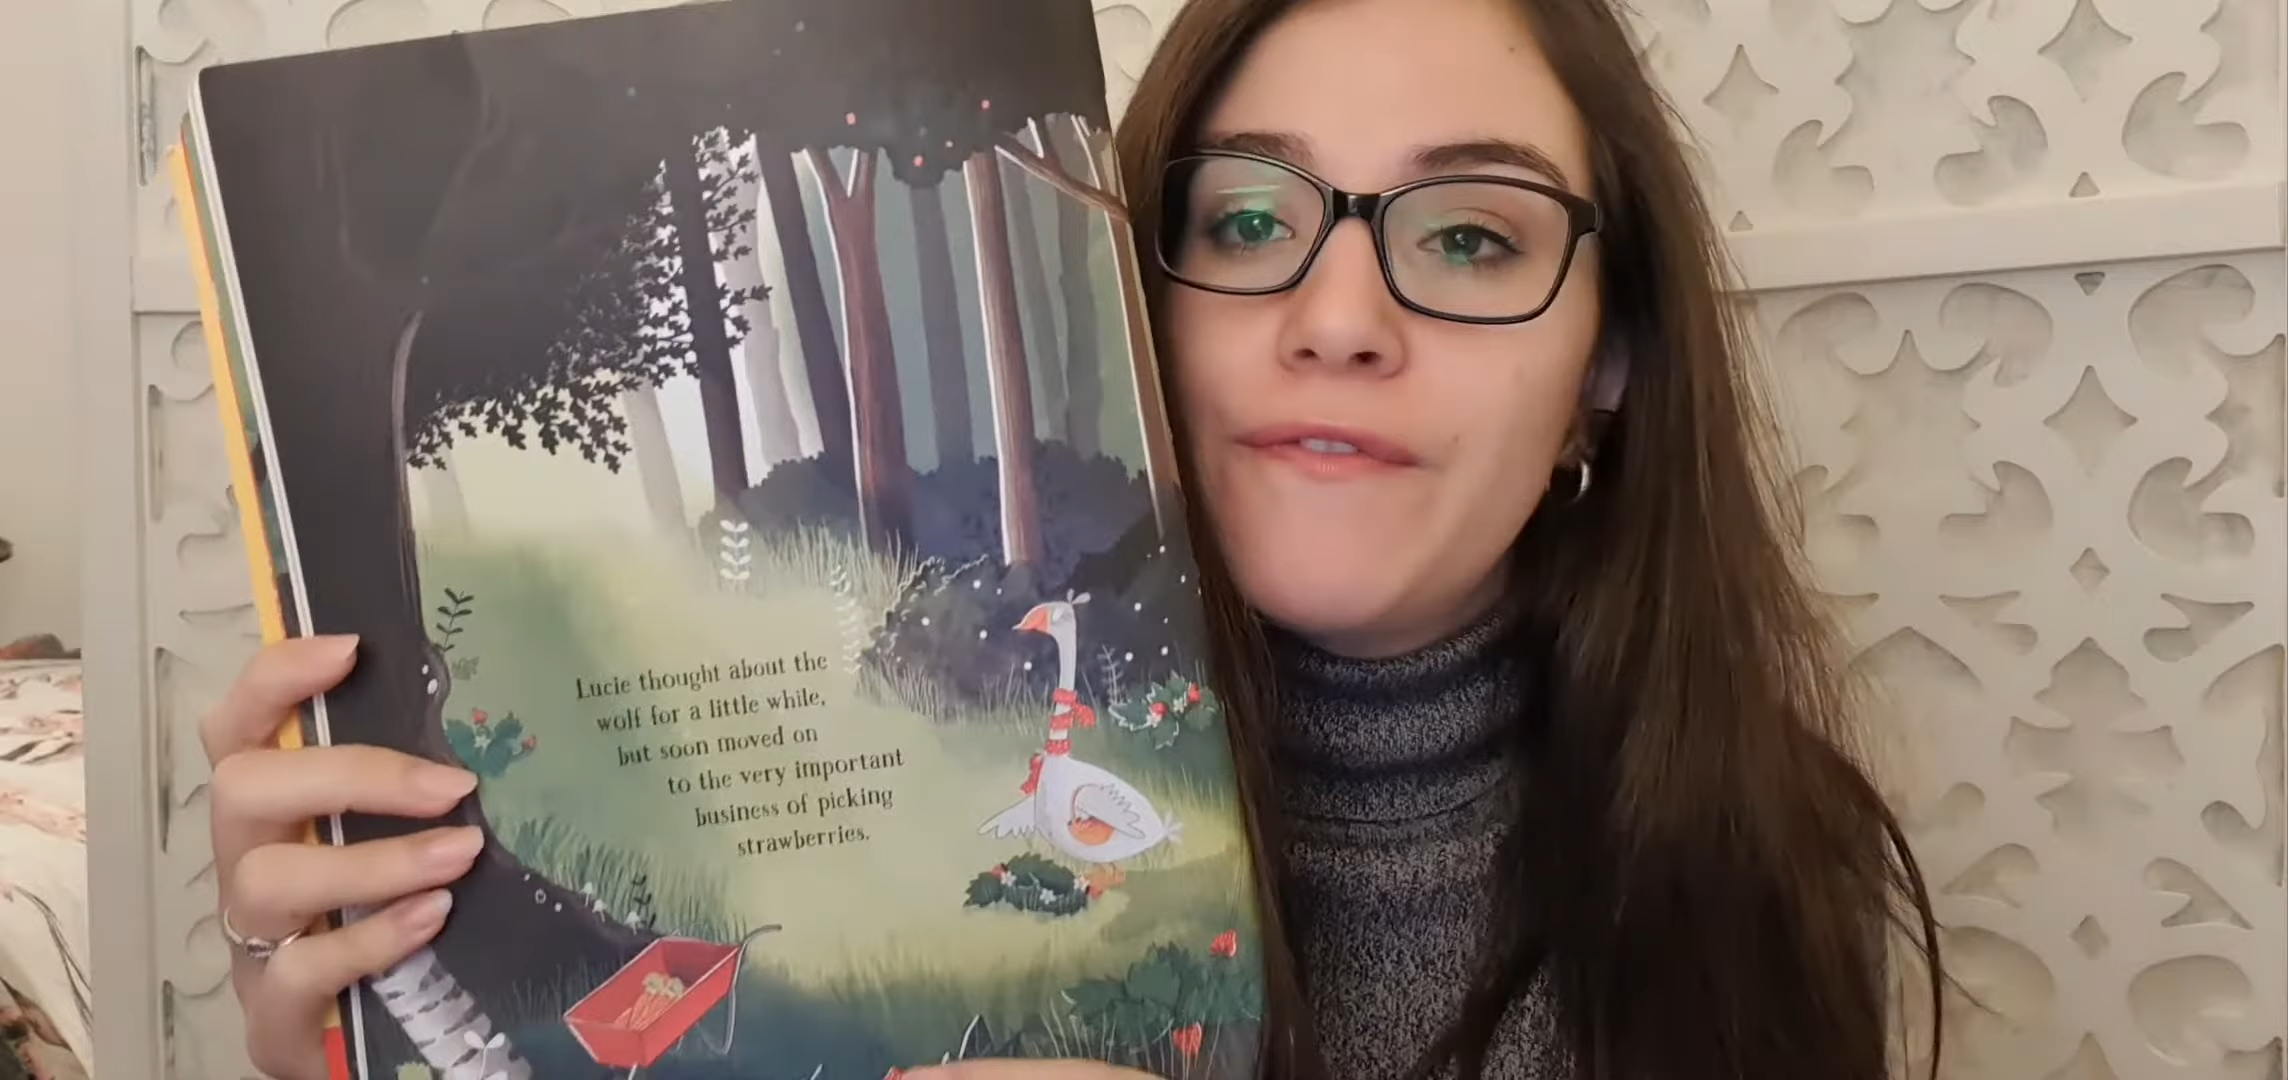 Lucie thought about the
wolf for a little while,
but soon moved on
to the very important
business of picking
strawberries.